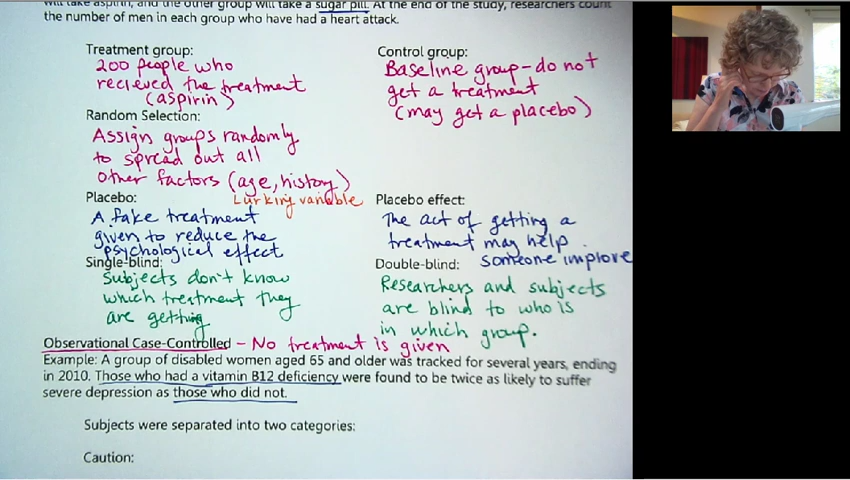 will take aspirin, and the other group will take a sugar pill. At the end of the study, researchers count
the number of men in each group who have had a heart attack.
Treatment group:
200 people who
recieved the treatment
(aspirin)
Control group:
Baseline group - do not
get a treatment
(may get a placebo)
Random Selection:
Assign groups randomly
to spread out all
other factors (age, history)
Lurking variable
Placebo:
A fake treatment
given to reduce the
psychological effect
Placebo effect:
The act of getting a
treatment may help
someone improve
Single-blind:
Subjects don't know
which treatment they
are getting
Double-blind:
Researchers and subjects
are blind to who is
in which group.
Observational Case-Controlled - No treatment is given
Example: A group of disabled women aged 65 and older was tracked for several years, ending
in 2010. Those who had a vitamin B12 deficiency were found to be twice as likely to suffer
severe depression as those who did not.
Subjects were separated into two categories:
Caution: